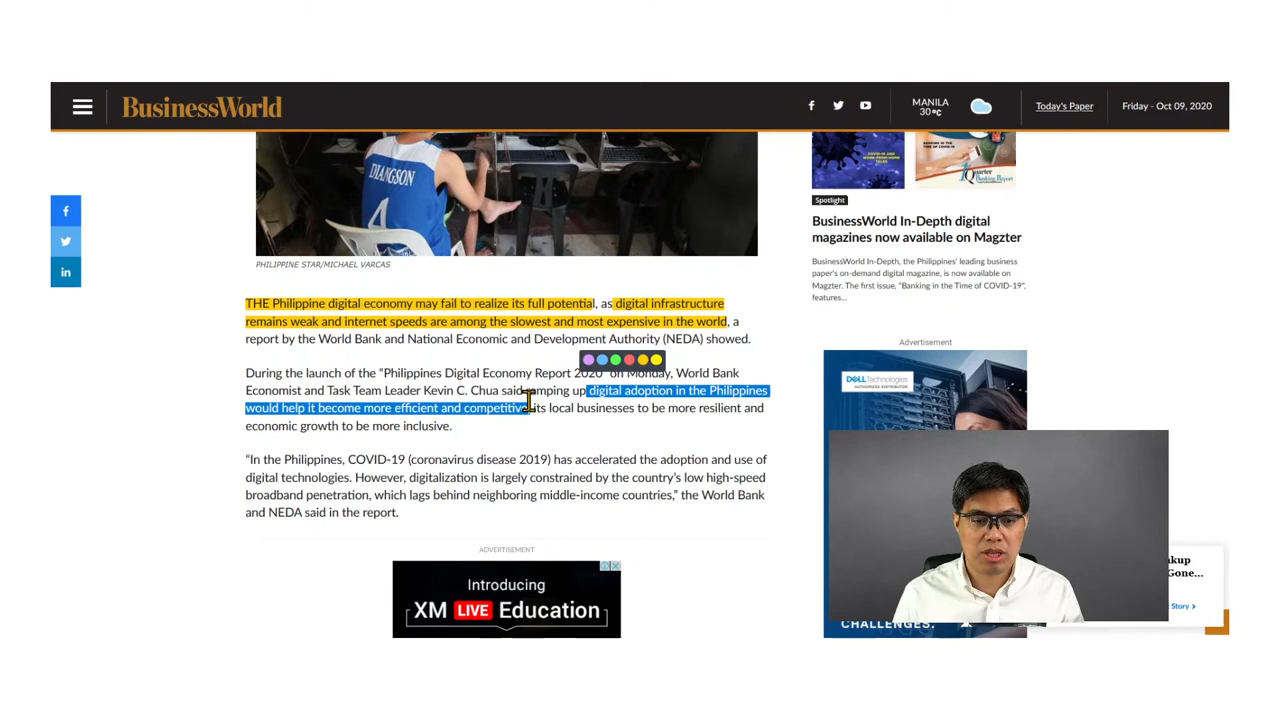 BusinessWorld
MANILA
30ºC
Today's Paper
Friday - Oct 09, 2020
DIANGSON
4
PHILIPPINE STAR/MICHAEL VARCAS
THE Philippine digital economy may fail to realize its full potential, as digital infrastructure
remains weak and internet speeds are among the slowest and most expensive in the world, a
report by the World Bank and National Economic and Development Authority (NEDA) showed.
During the launch of the “Philippines Digital Economy Report 2020” on Monday, World Bank
Economist and Task Team Leader Kevin C. Chua said ramping up digital adoption in the Philippines
would help it become more efficient and competitive, its local businesses to be more resilient and
economic growth to be more inclusive.
“In the Philippines, COVID-19 (coronavirus disease 2019) has accelerated the adoption and use of
digital technologies. However, digitalization is largely constrained by the country's low high-speed
broadband penetration, which lags behind neighboring middle-income countries,” the World Bank
and NEDA said in the report.
ADVERTISEMENT
Introducing
XM LIVE Education
Quarter
Banking Report
Spotlight
BusinessWorld In-Depth digital
magazines now available on Magzter
BusinessWorld In-Depth, the Philippines' leading business
paper's on-demand digital magazine, is now available on
Magzter. The first issue, "Banking in the Time of COVID-19",
features...
Advertisement
DELL Technologies
AUTHORIZED DISTRIBUTOR
CHALLENGES.
akup
Gone...
Story >